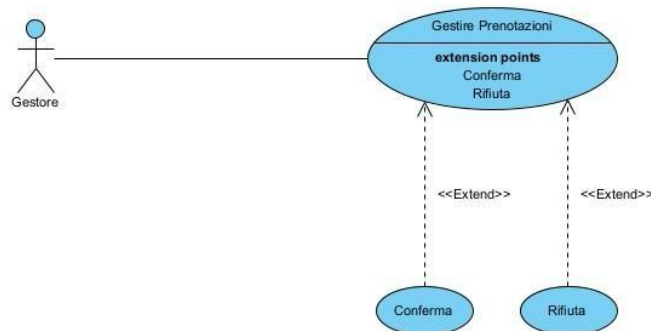 Gestire Prenotazioni
extension points
Conferma
Rifiuta
Gestore
<<Extend>>
<<Extend>>
Conferma
Rifiuta